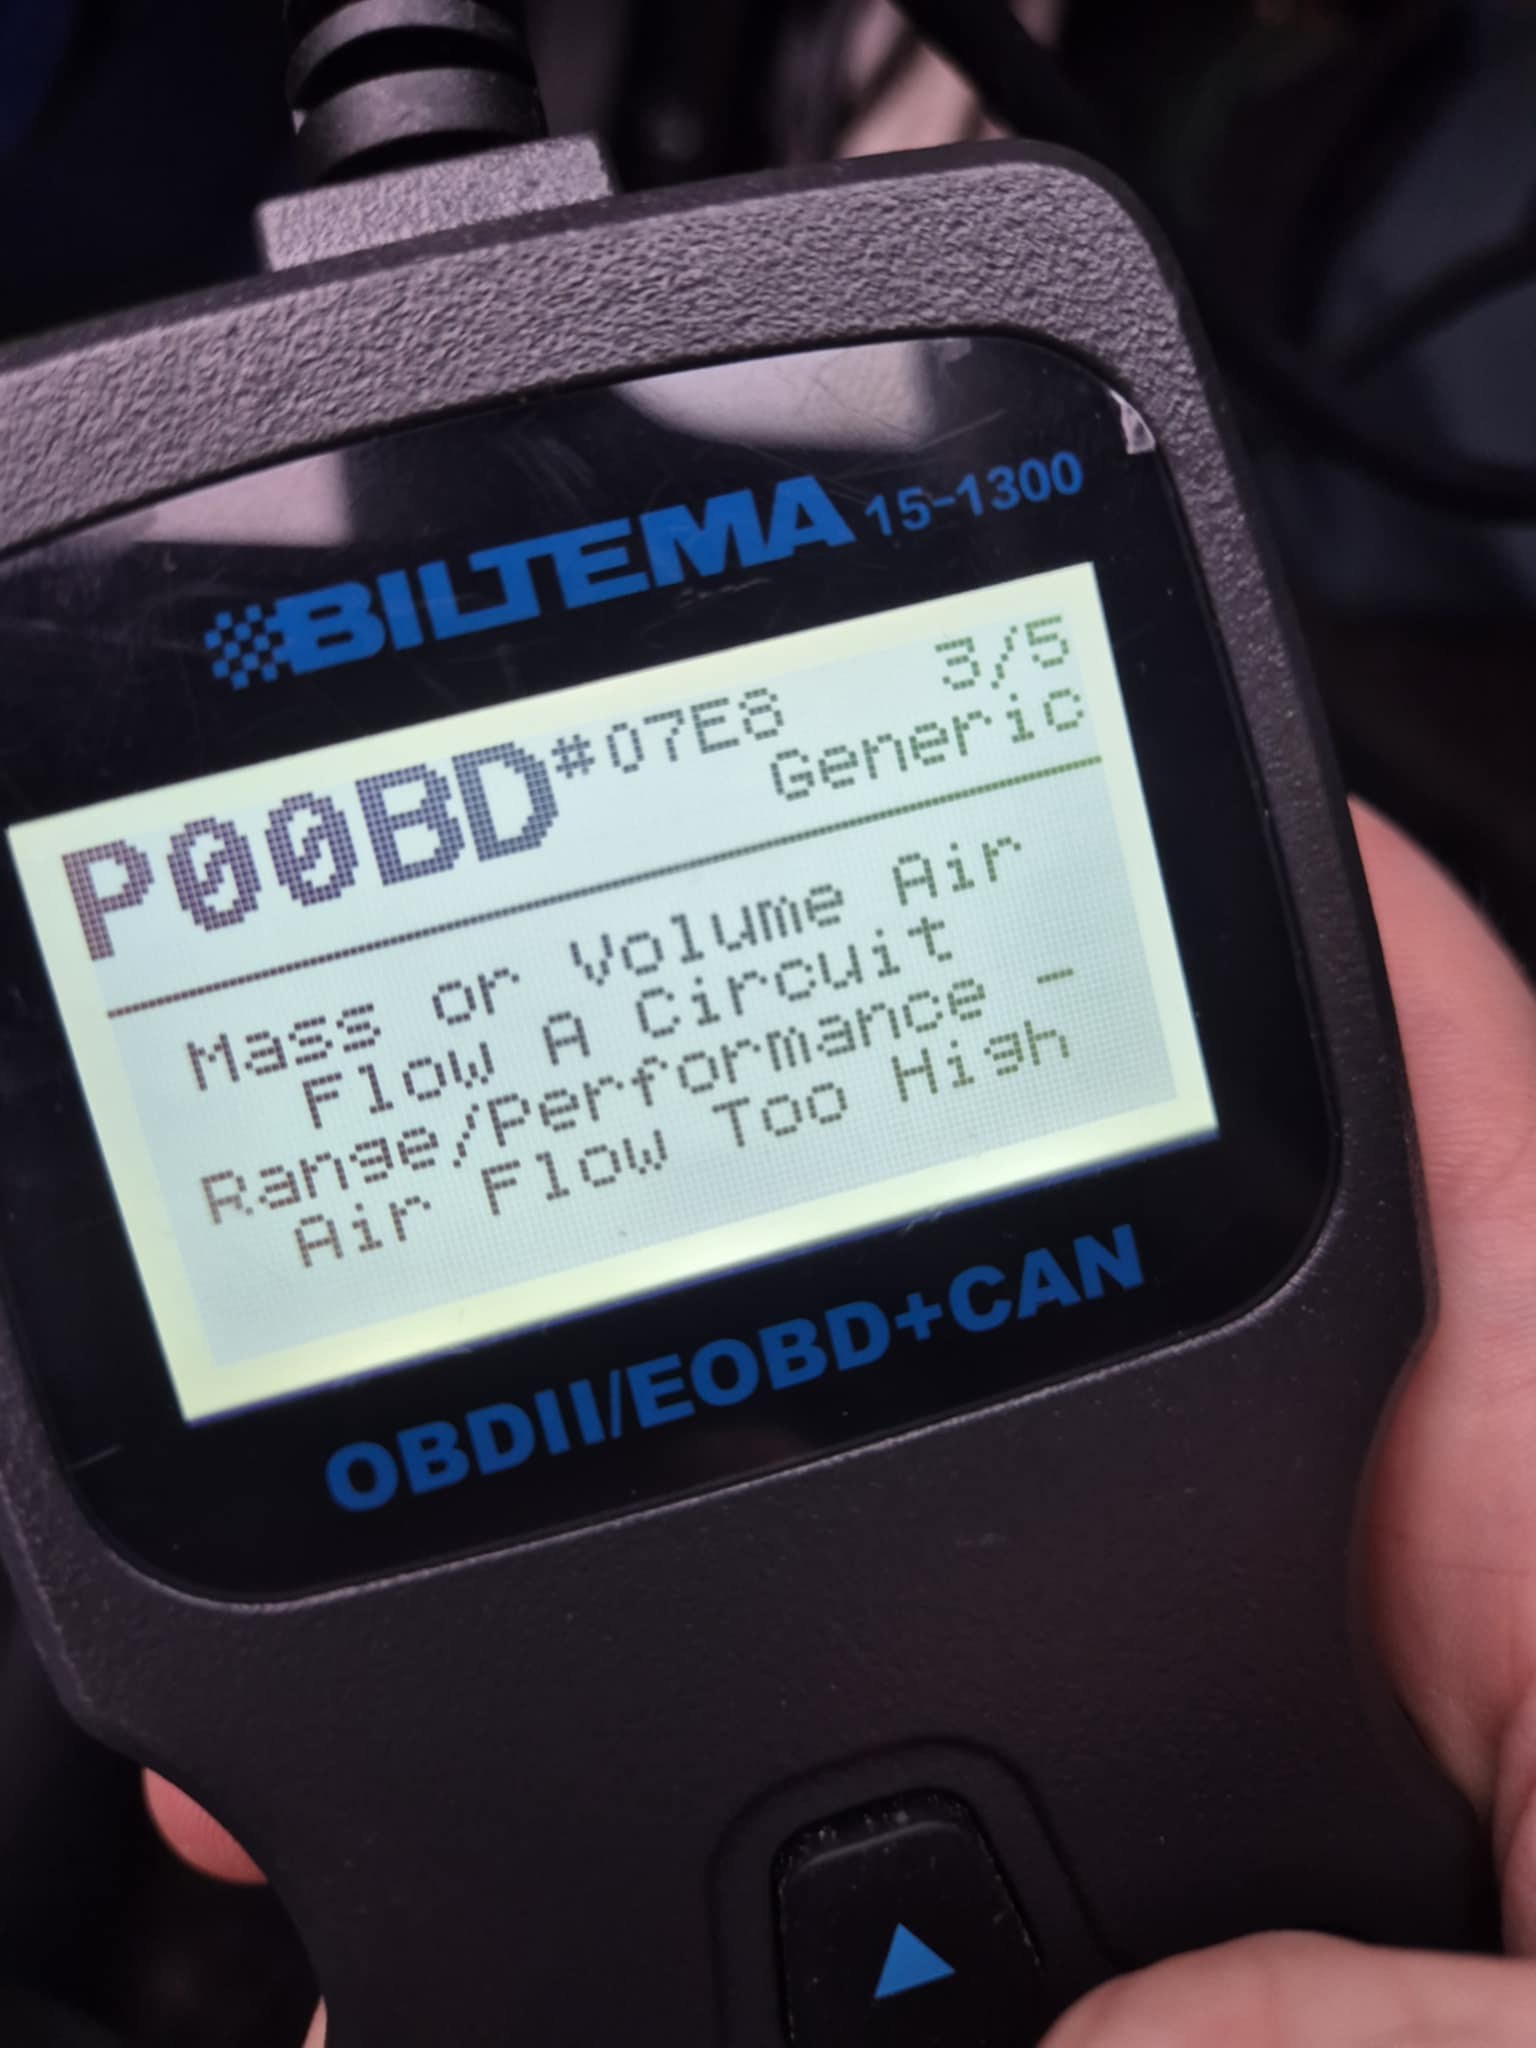 BILTEMA 15-1300
3/5
P00BD #07E8
Generic
Mass or Volume Air
Flow A Circuit
Range/Performance -
Air Flow Too High
OBDII/EOBD+CAN